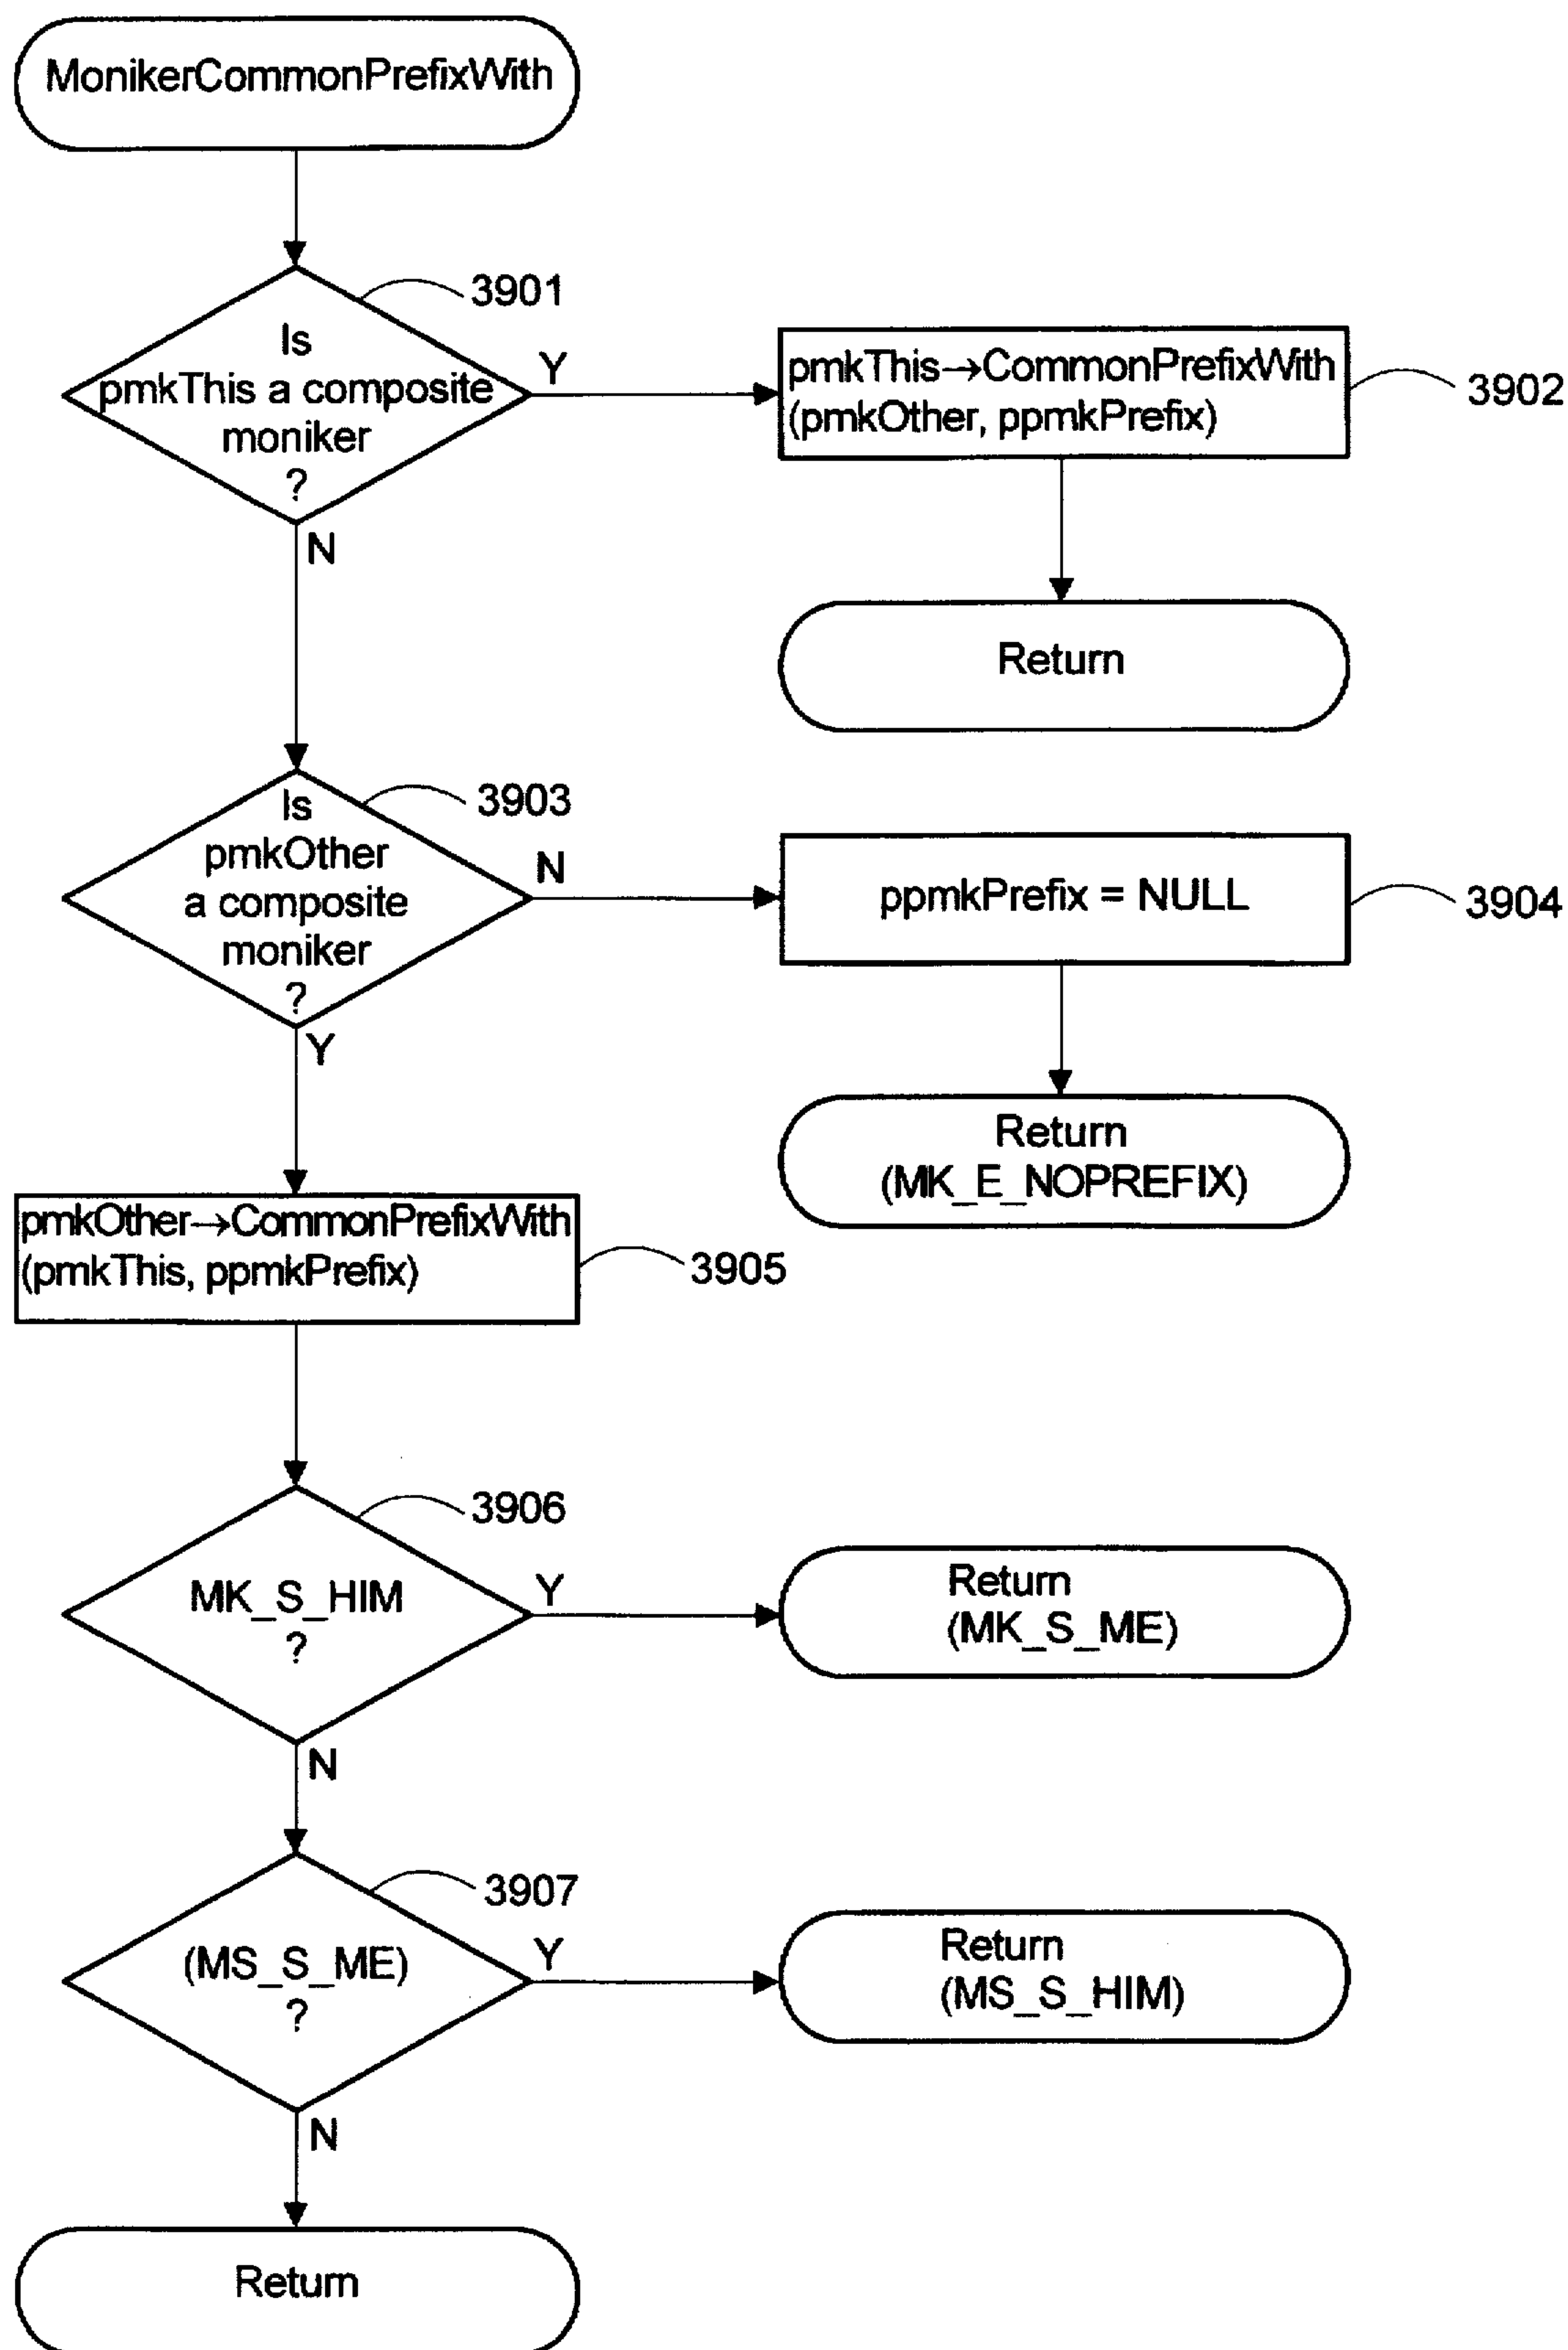 MonikerCommonPrefixWith
3901
Is
pmkThis a composite
moniker
?
Y
pmkThis→CommonPrefixWith
(pmkOther, ppmkPrefix)
3902
N
Return
3903
Is
pmkOther
a composite
moniker
?
N
ppmkPrefix = NULL
3904
Y
Return
(MK_E_NOPREFIX)
pmkOther→CommonPrefixWith
(pmkThis, ppmkPrefix)
3905
3906
MK_S_HIM
?
Y
Return
(MK_S_ME)
N
3907
(MS_S_ME)
?
Y
Return
(MS_S_HIM)
N
Return